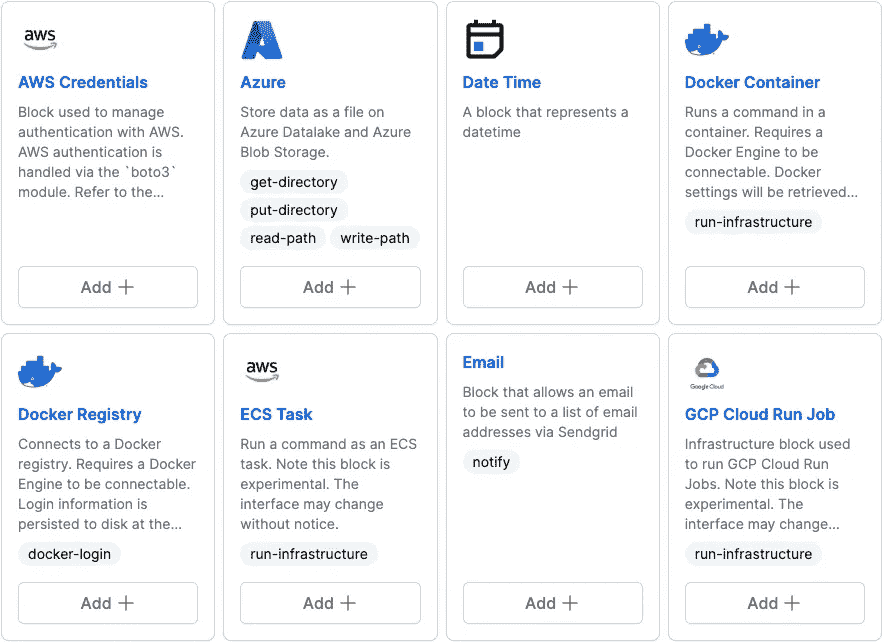 aws
AWS Credentials
Block used to manage
authentication with AWS.
AWS authentication is
handled via the `boto3`
module. Refer to the...
Add +
Azure
Store data as a file on
Azure Datalake and Azure
Blob Storage.
get-directory
put-directory
read-path write-path
Add +
Date Time
A block that represents a
datetime
Add +
Docker Container
Runs a command in a
container. Requires a
Docker Engine to be
connectable. Docker
settings will be retrieved...
run-infrastructure
Add +
Docker Registry
Connects to a Docker
registry. Requires a Docker
Engine to be connectable.
Login information is
persisted to disk at the...
docker-login
Add +
aws
ECS Task
Run a command as an ECS
task. Note this block is
experimental. The
interface may change
without notice.
run-infrastructure
Add +
Email
Block that allows an email
to be sent to a list of email
addresses via Sendgrid
notify
Add +
Google Cloud
GCP Cloud Run Job
Infrastructure block used
to run GCP Cloud Run
Jobs. Note this block is
experimental. The
interface may change...
run-infrastructure
Add +